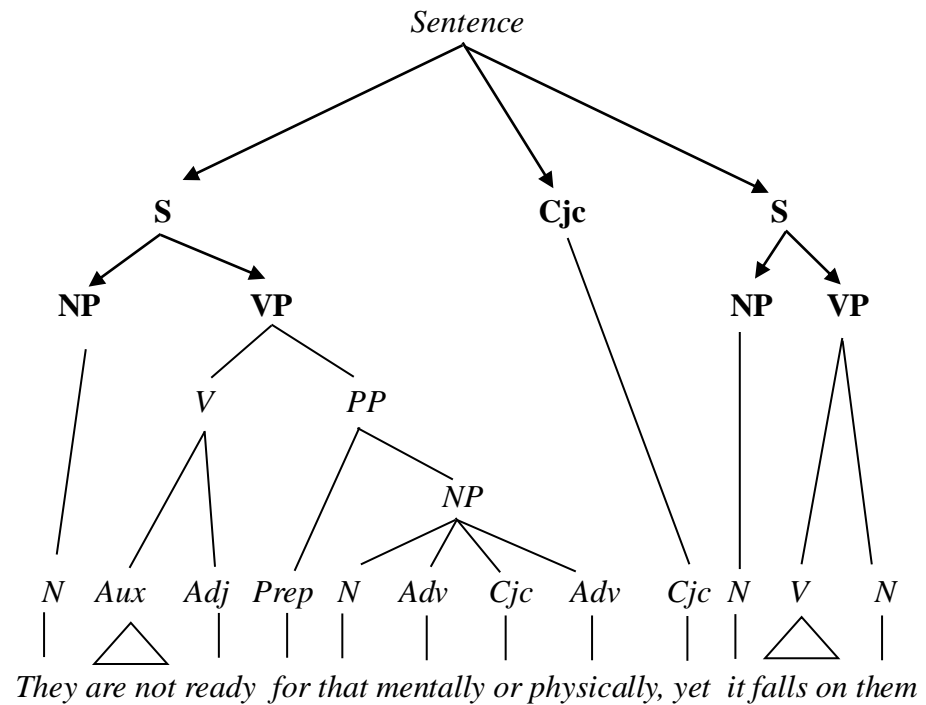 Sentence
S Cjc S
NP VP NP VP
V PP
NP
N Aux Adj Prep N Adv Cjc Adv Cjc N V N
They are not ready for that mentally or physically, yet it falls on them